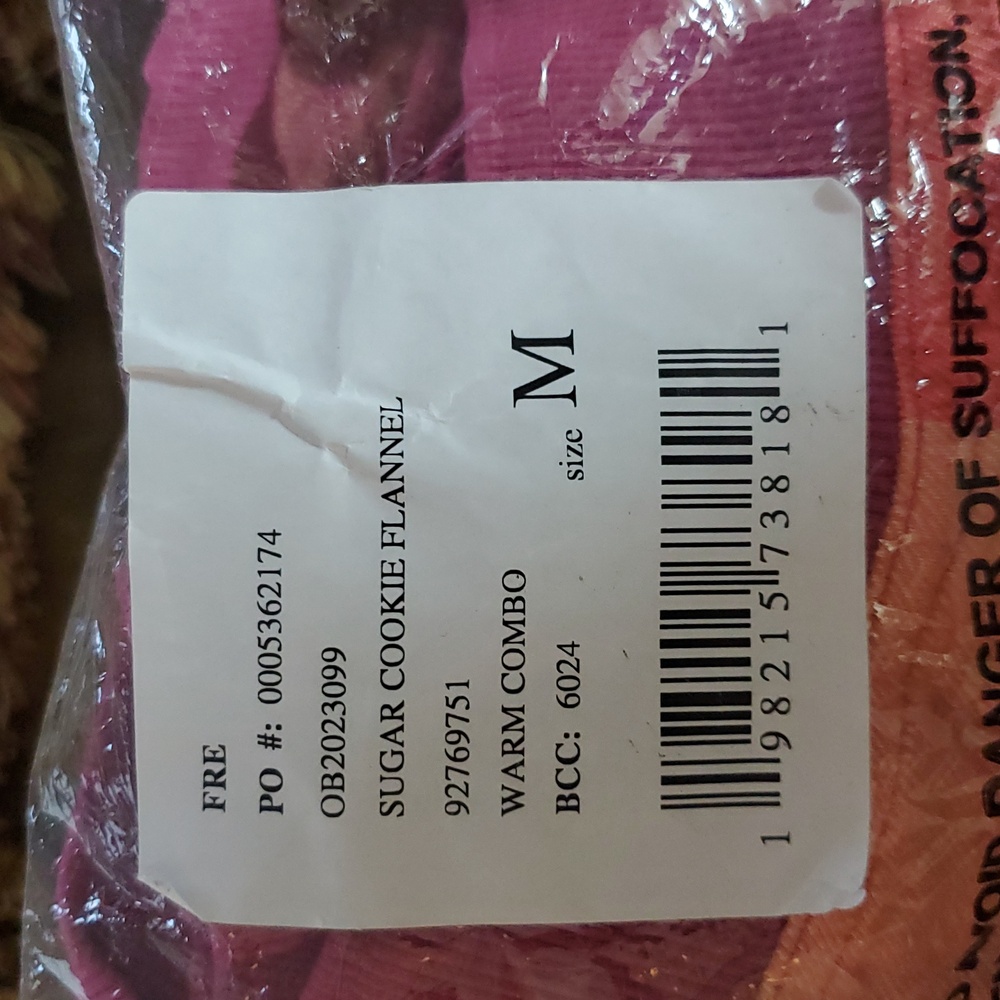 FRE
PO #: 0005362174
OB2023099
SUGAR COOKIE FLANNEL
92769751
WARM COMBO
BCC: 6024
size M
1 98215 73818 1
AVOID DANGER OF SUFFOCATION,